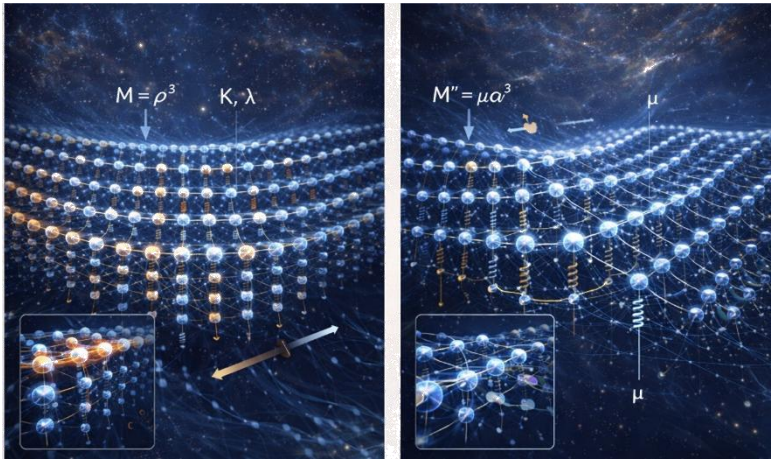 M = ρ³
K, λ
M" = μa³
μ
μ